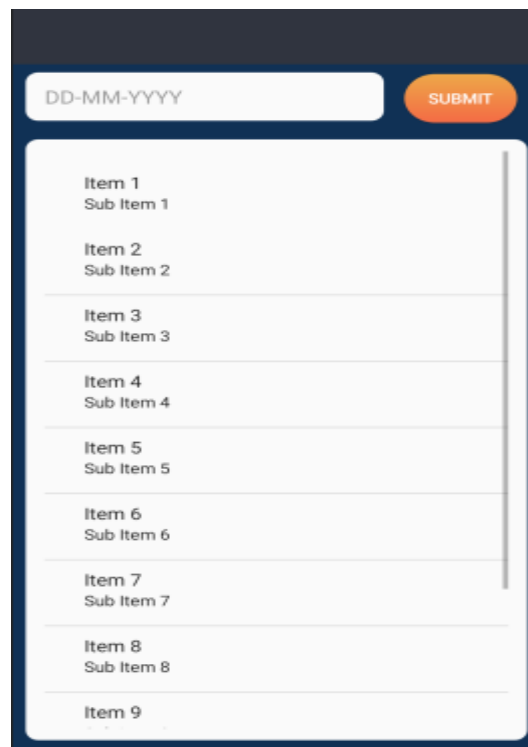 DD-MM-YYYY
SUBMIT
Item 1
Sub Item 1
Item 2
Sub Item 2
Item 3
Sub Item 3
Item 4
Sub Item 4
Item 5
Sub Item 5
Item 6
Sub Item 6
Item 7
Sub Item 7
Item 8
Sub Item 8
Item 9